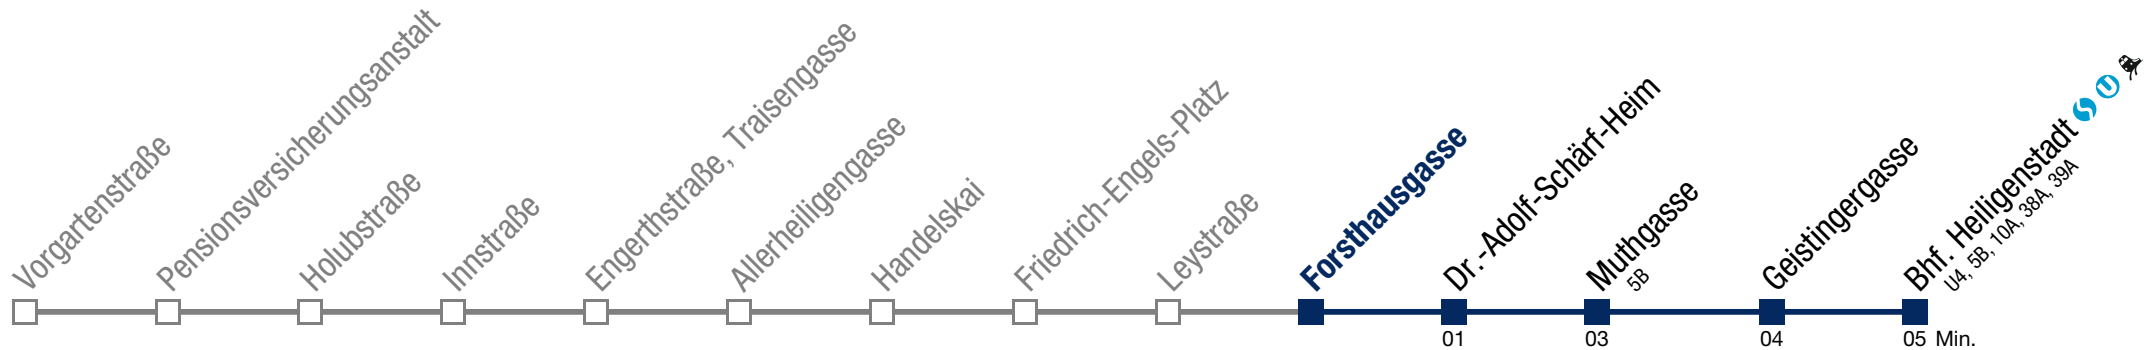 Vorgartenstraße
Pensionsversicherungsanstalt
Holubstraße
Innstraße
Engerthstraße, Traisengasse
Allerheiligengasse
Handelskai
Friedrich-Engels-Platz
Leystraße
Forsthausgasse
Dr.-Adolf-Schärf-Heim
Muthgasse
5B
Geistingergasse
Bhf. Heiligenstadt
U4, 5B, 10A, 38A, 39A
01 03 04 05 Min.